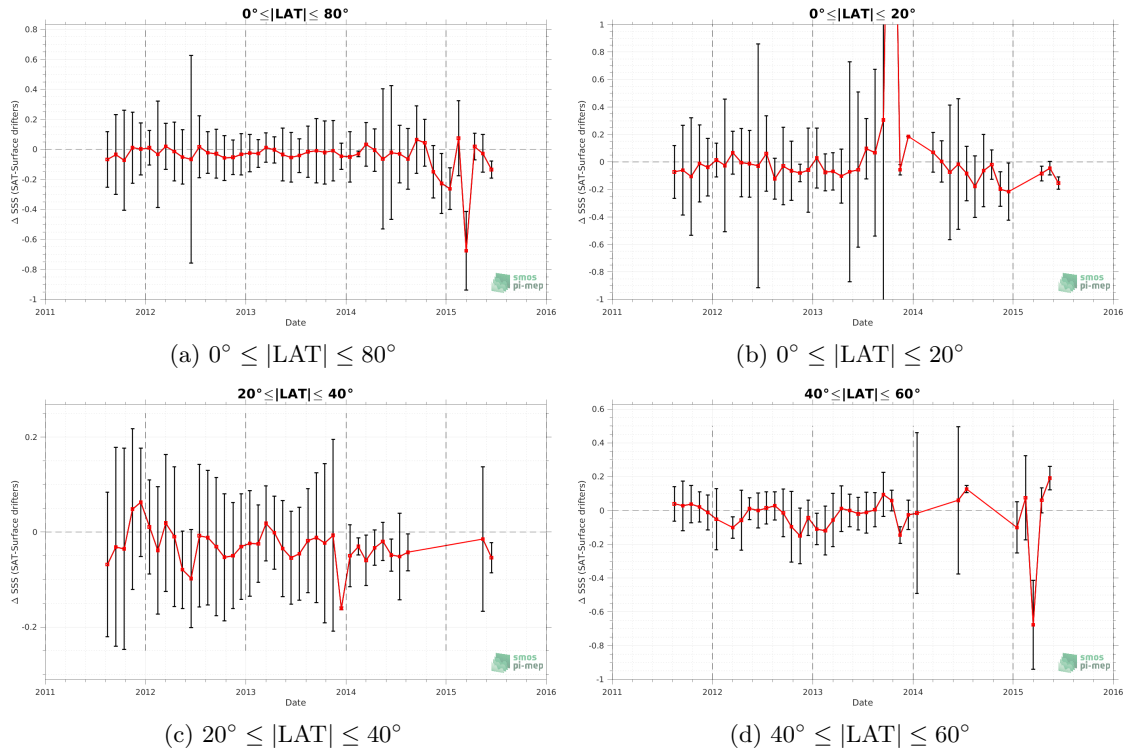 0°≤|LAT|≤ 80°
0.8
0.6
0.4
0.2
0
-0.2
-0.4
-0.6
-0.8
-1
Δ SSS (SAT-Surface drifters)
2011 2012 2013 2014 2015 2016
Date
smos
pi-mep
(a) 0° ≤ |LAT| ≤ 80°
0°≤|LAT|≤ 20°
1
0.8
0.6
0.4
0.2
0
-0.2
-0.4
-0.6
-0.8
-1
Δ SSS (SAT-Surface drifters)
2011 2012 2013 2014 2015 2016
Date
smos
pi-mep
(b) 0° ≤ |LAT| ≤ 20°
20°≤|LAT|≤ 40°
0.2
0
-0.2
Δ SSS (SAT-Surface drifters)
2011 2012 2013 2014 2015 2016
Date
smos
pi-mep
(c) 20° ≤ |LAT| ≤ 40°
40°≤|LAT|≤ 60°
0.6
0.4
0.2
0
-0.2
-0.4
-0.6
-0.8
-1
Δ SSS (SAT-Surface drifters)
2011 2012 2013 2014 2015 2016
Date
smos
pi-mep
(d) 40° ≤ |LAT| ≤ 60°